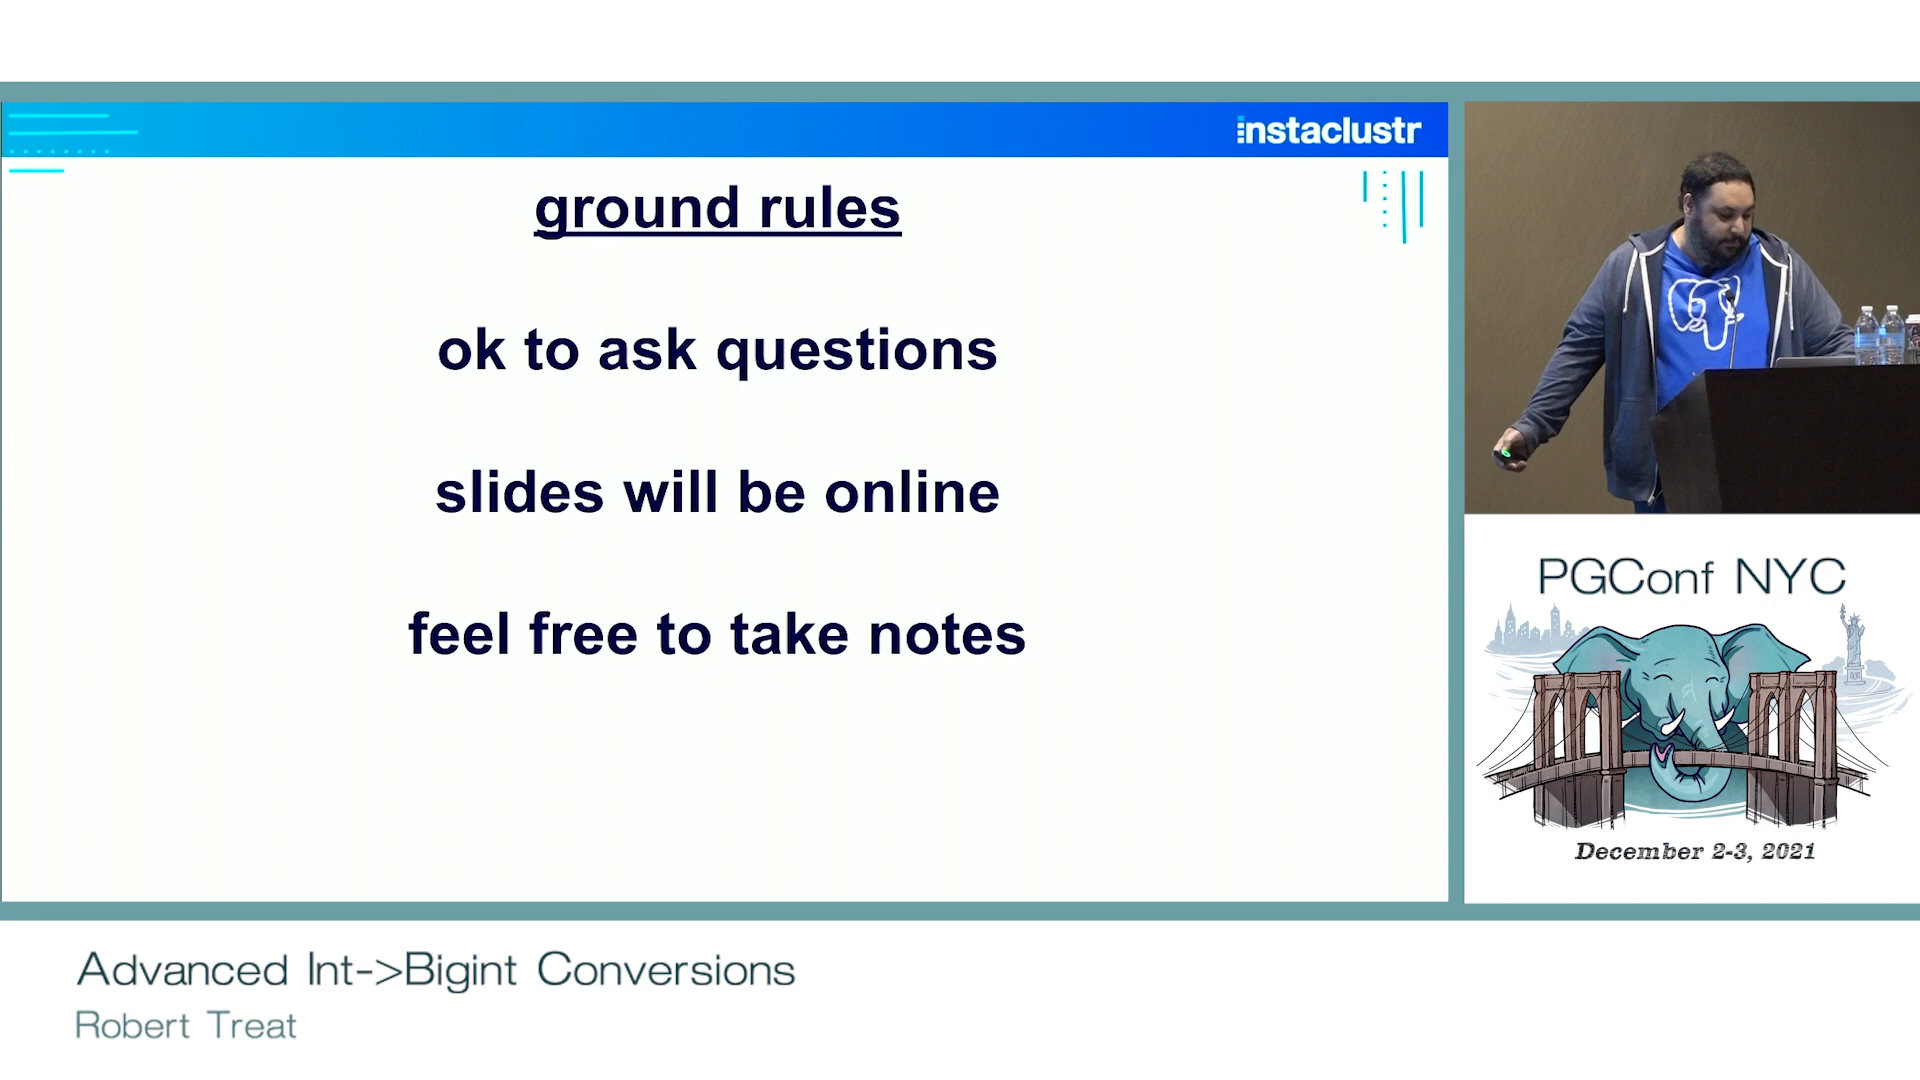 instaclustr
ground rules
ok to ask questions
slides will be online
feel free to take notes
PGConf NYC
December 2-3, 2021
Advanced Int->Bigint Conversions
Robert Treat